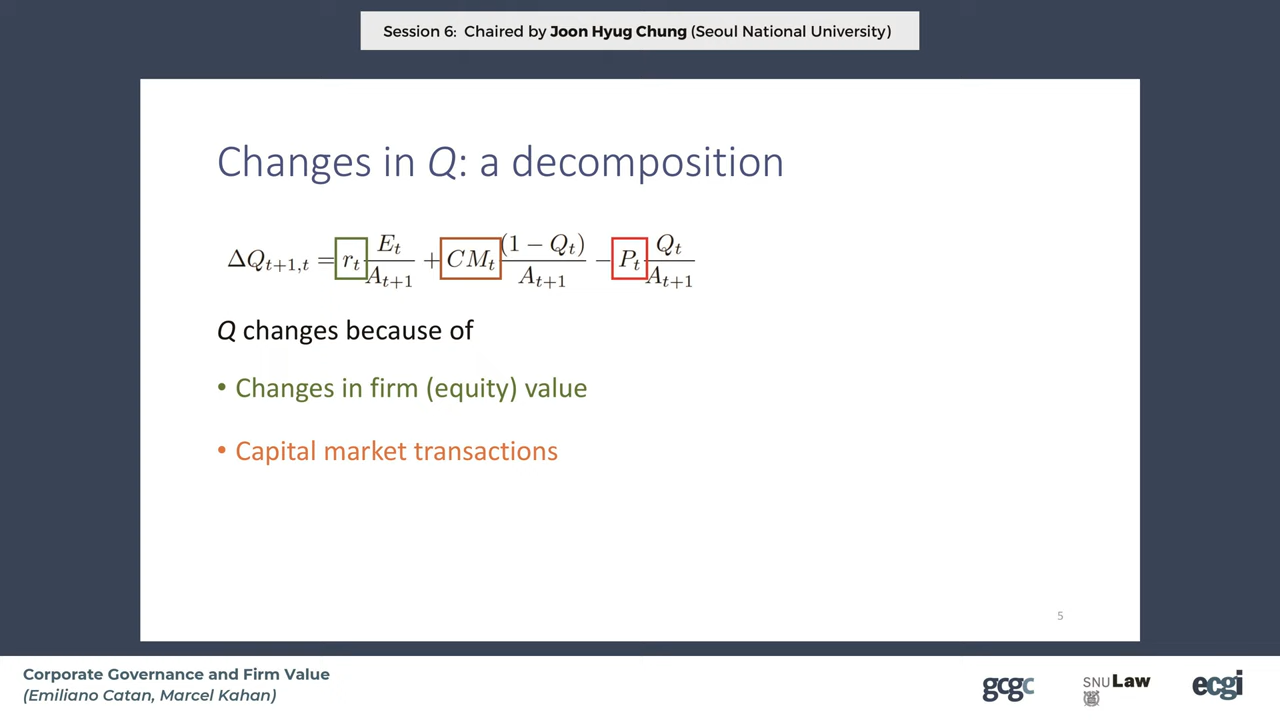 Session 6: Chaired by Joon Hyug Chung (Seoul National University)
Changes in Q: a decomposition
ΔQ_{t+1,t} = r_t E_t/A_{t+1} + CM_t (1 − Q_t)/A_{t+1} − P_t Q_t/A_{t+1}
Q changes because of
• Changes in firm (equity) value
• Capital market transactions
5
Corporate Governance and Firm Value
(Emiliano Catan, Marcel Kahan)
gcgc
SNU Law
ecgi